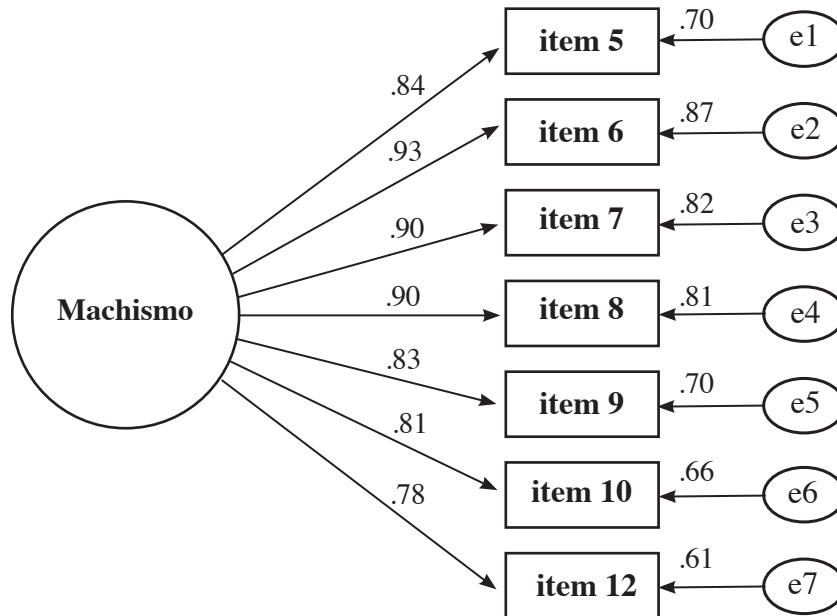 item 5
.70
e1
.84
item 6
.87
e2
.93
item 7
.82
e3
.90
Machismo
.90
item 8
.81
e4
.83
item 9
.70
e5
.81
item 10
.66
e6
.78
item 12
.61
e7